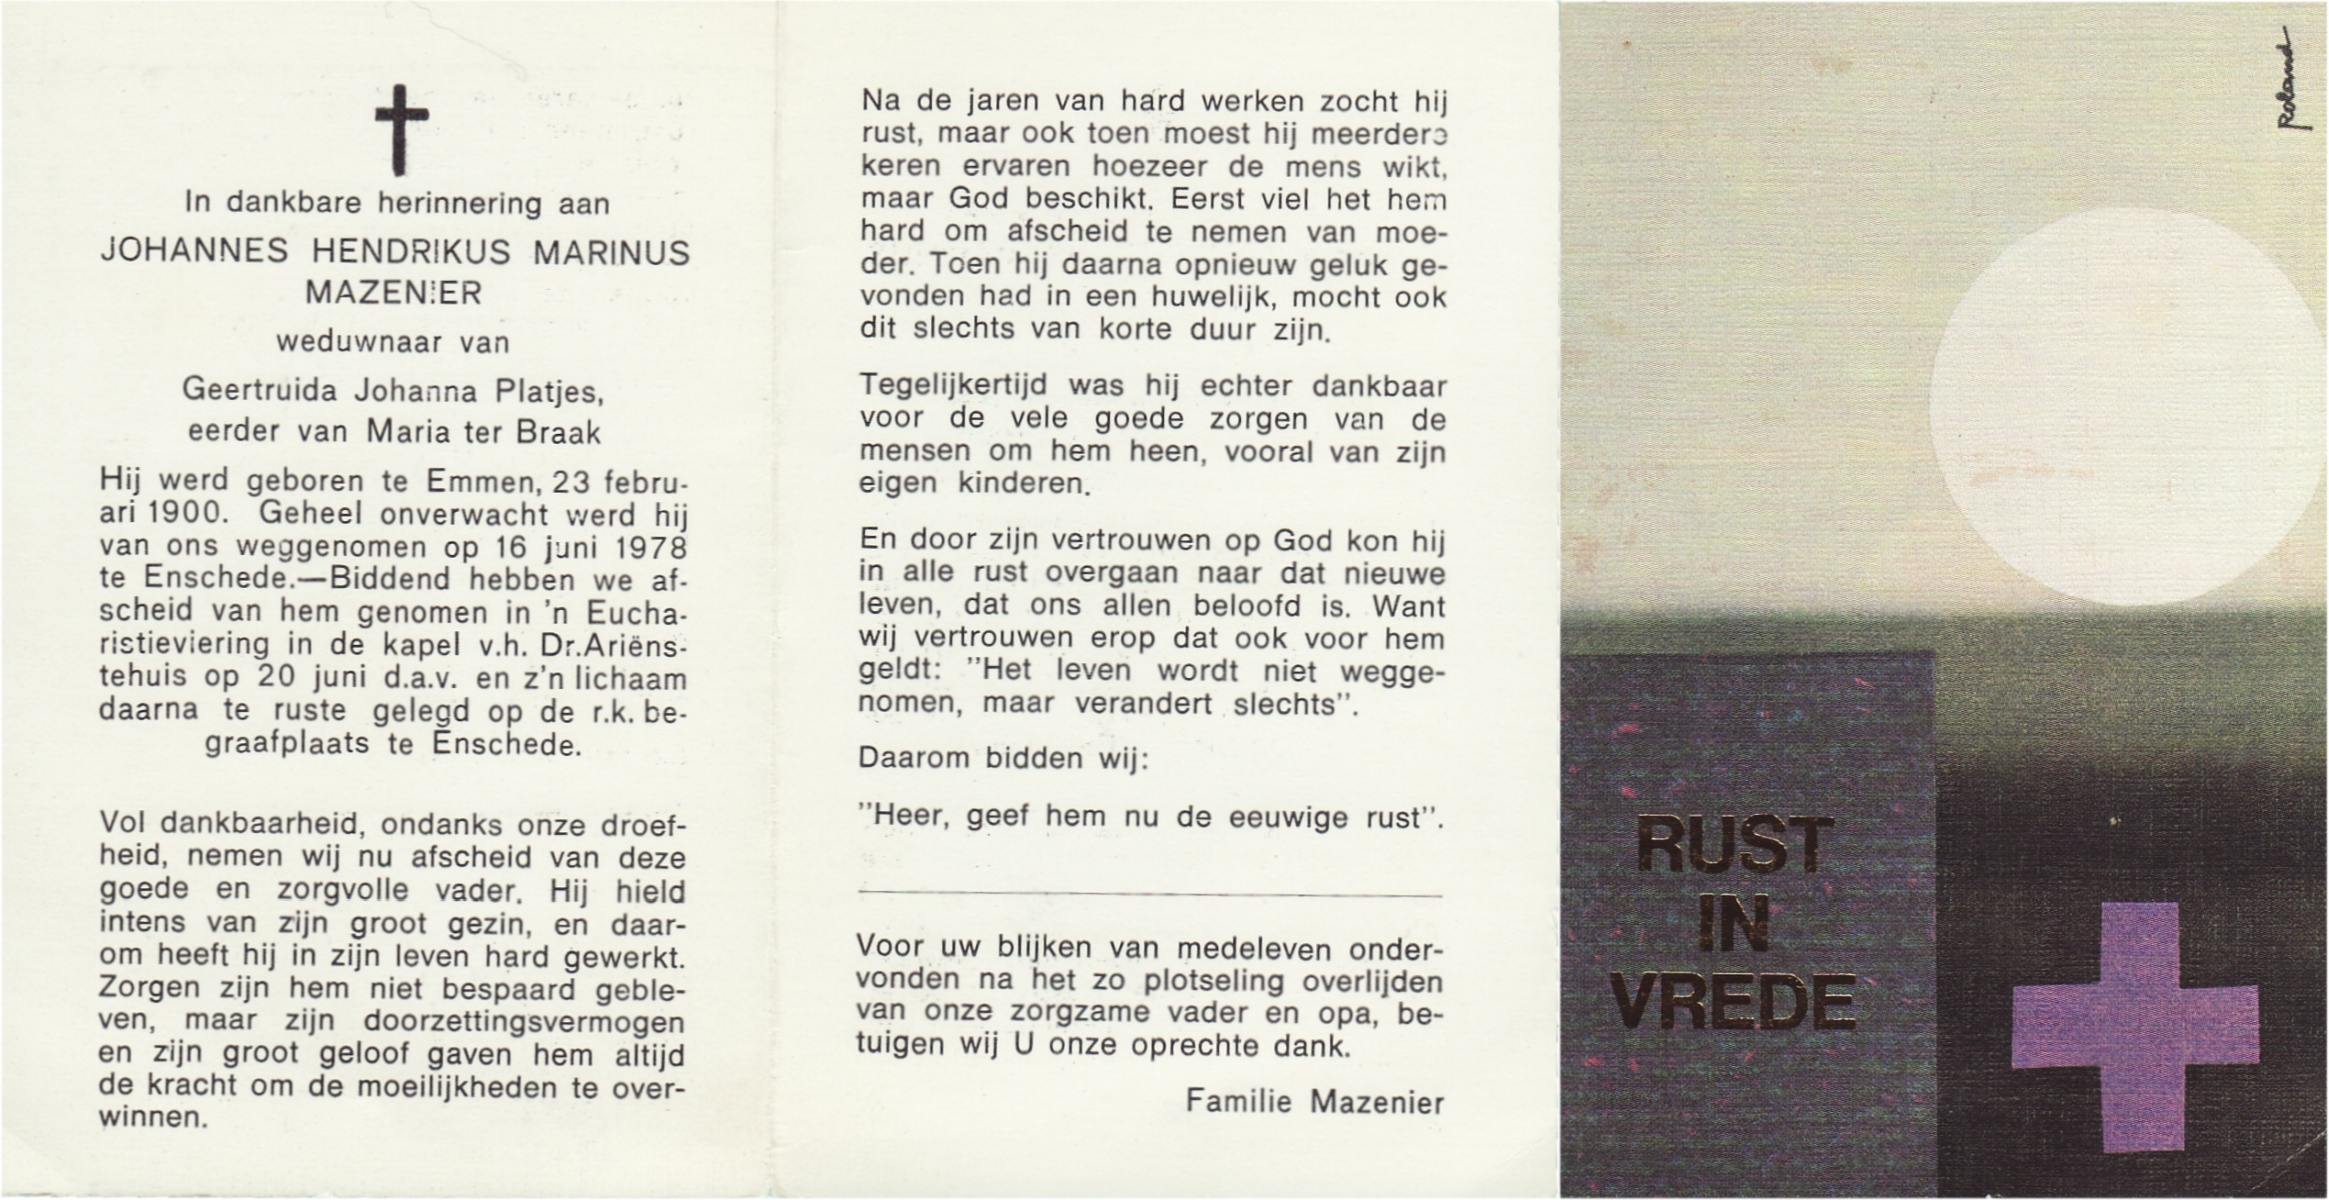 In dankbare herinnering aan
JOHANNES HENDRIKUS MARINUS
MAZENIER
weduwnaar van
Geertruida Johanna Platjes,
eerder van Maria ter Braak
Hij werd geboren te Emmen, 23 febru-
ari 1900. Geheel onverwacht werd hij
van ons weggenomen op 16 juni 1978
te Enschede.—Biddend hebben we af-
scheid van hem genomen in 'n Eucha-
ristieviering in de kapel v.h. Dr.Ariëns-
tehuis op 20 juni d.a.v. en z'n lichaam
daarna te ruste gelegd op de r.k. be-
graafplaats te Enschede.
Vol dankbaarheid, ondanks onze droef-
heid, nemen wij nu afscheid van deze
goede en zorgvolle vader. Hij hield
intens van zijn groot gezin, en daar-
om heeft hij in zijn leven hard gewerkt.
Zorgen zijn hem niet bespaard geble-
ven, maar zijn doorzettingsvermogen
en zijn groot geloof gaven hem altijd
de kracht om de moeilijkheden te over-
winnen.
Na de jaren van hard werken zocht hij
rust, maar ook toen moest hij meerdere
keren ervaren hoezeer de mens wikt,
maar God beschikt. Eerst viel het hem
hard om afscheid te nemen van moe-
der. Toen hij daarna opnieuw geluk ge-
vonden had in een huwelijk, mocht ook
dit slechts van korte duur zijn.
Tegelijkertijd was hij echter dankbaar
voor de vele goede zorgen van de
mensen om hem heen, vooral van zijn
eigen kinderen.
En door zijn vertrouwen op God kon hij
in alle rust overgaan naar dat nieuwe
leven, dat ons allen beloofd is. Want
wij vertrouwen erop dat ook voor hem
geldt: ''Het leven wordt niet wegge-
nomen, maar verandert slechts''.
Daarom bidden wij:
''Heer, geef hem nu de eeuwige rust''.
Voor uw blijken van medeleven onder-
vonden na het zo plotseling overlijden
van onze zorgzame vader en opa, be-
tuigen wij U onze oprechte dank.
Familie Mazenier
Roland
RUST
IN
VREDE